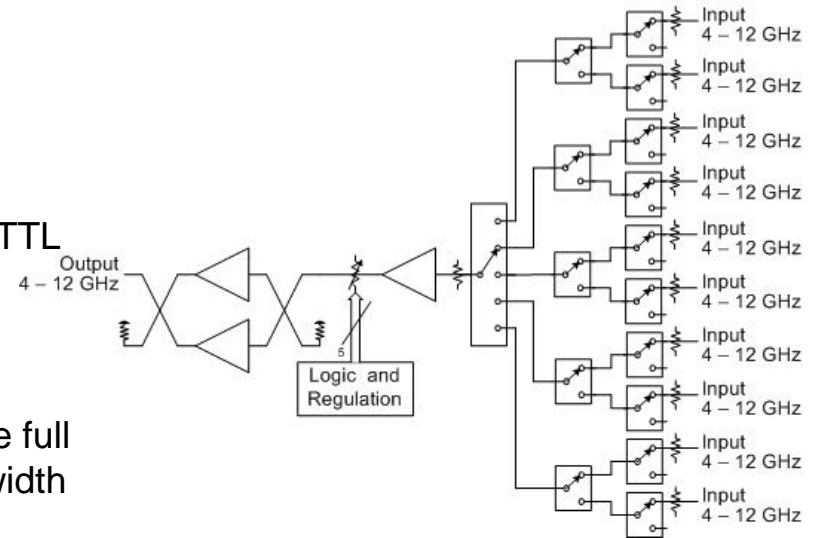 Input
4 – 12 GHz
Input
4 – 12 GHz
Input
4 – 12 GHz
Input
4 – 12 GHz
TTL
Output
4 – 12 GHz
Input
4 – 12 GHz
Input
4 – 12 GHz
5
Logic and
Regulation
Input
4 – 12 GHz
Input
4 – 12 GHz
e full
width
Input
4 – 12 GHz
Input
4 – 12 GHz